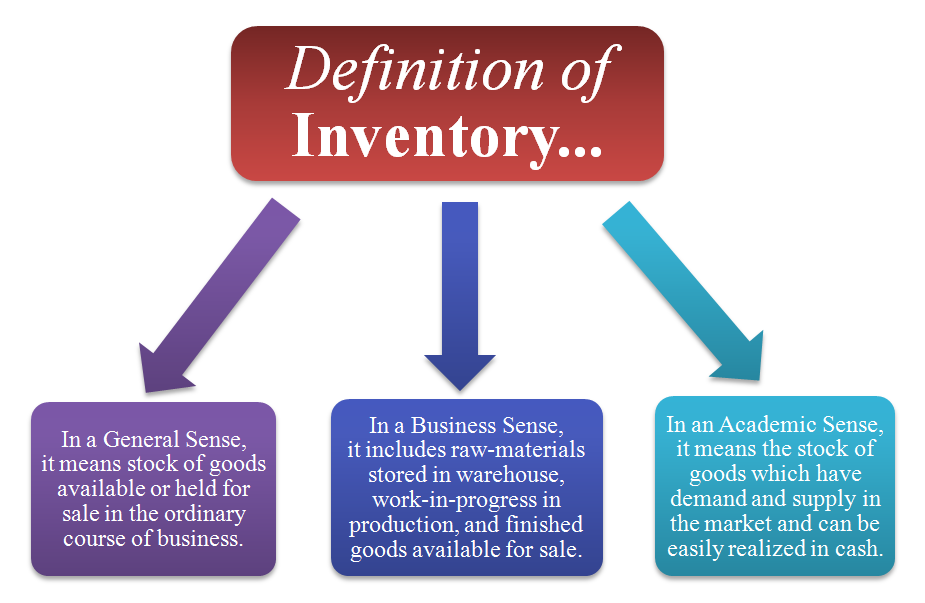 Definition of
Inventory...
In a General Sense,
it means stock of goods
available or held for
sale in the ordinary
course of business.
In a Business Sense,
it includes raw-materials
stored in warehouse,
work-in-progress in
production, and finished
goods available for sale.
In an Academic Sense,
it means the stock of
goods which have
demand and supply in
the market and can be
easily realized in cash.